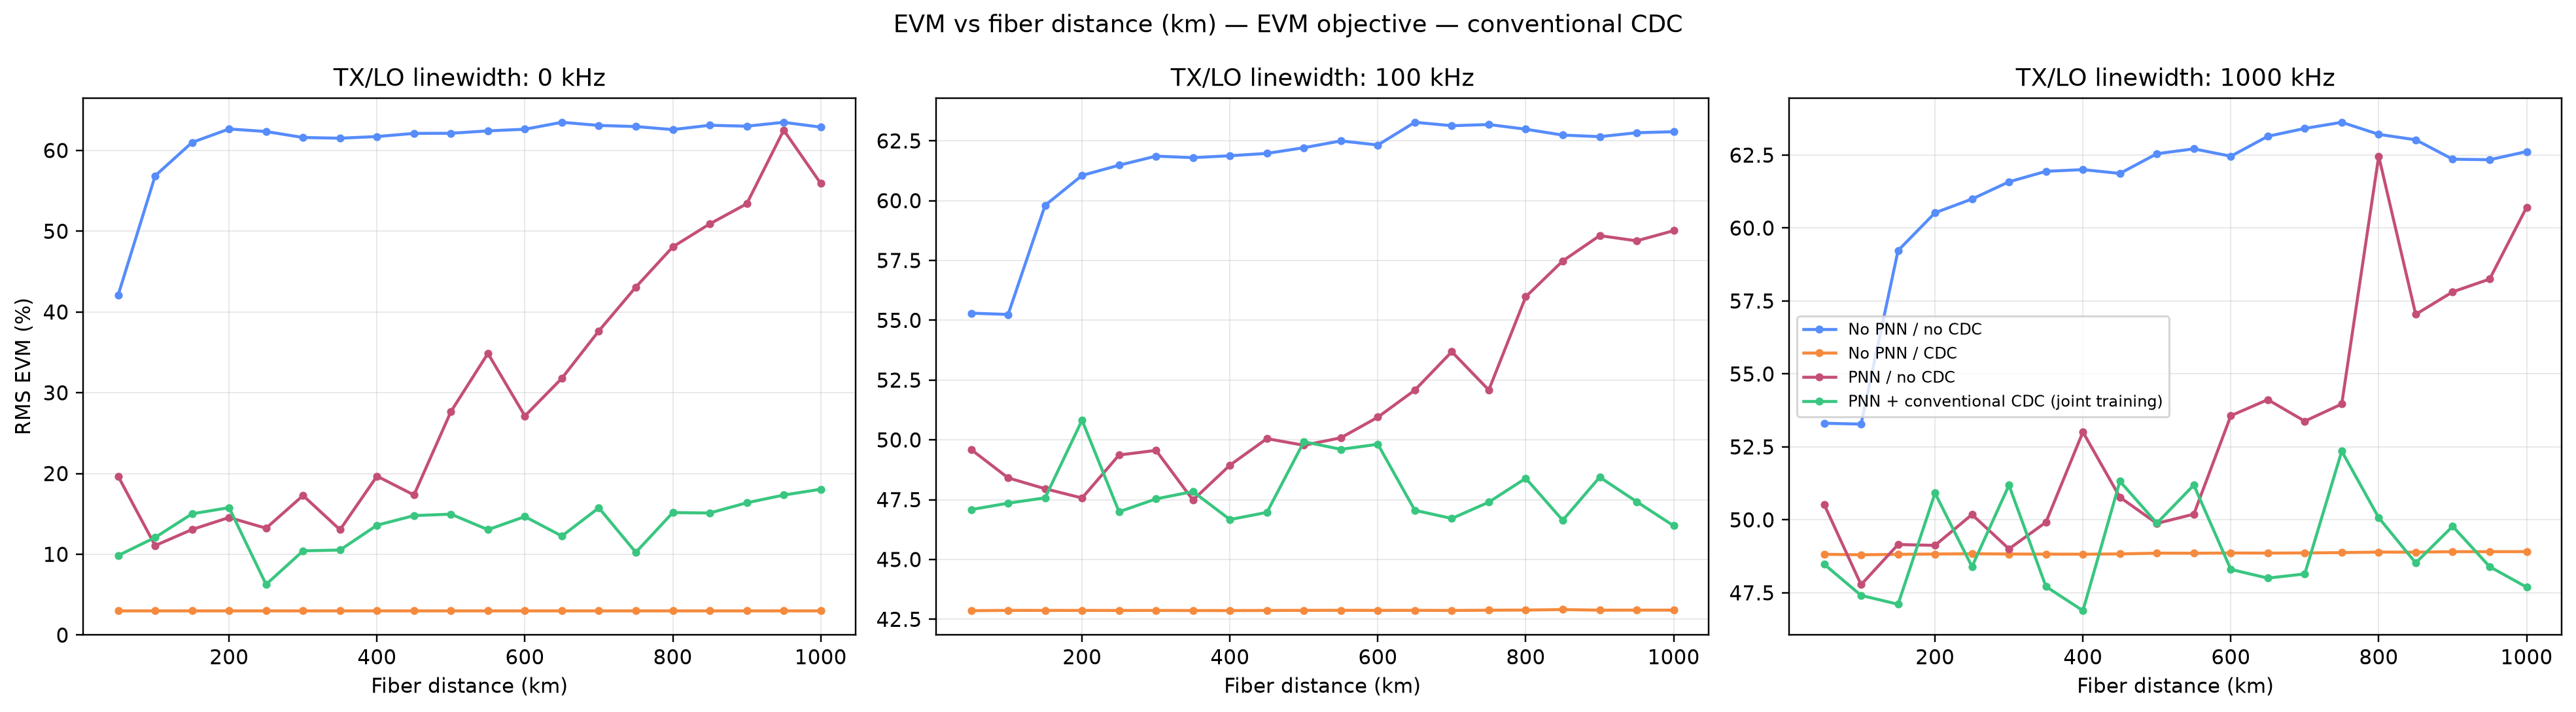 EVM vs fiber distance (km) — EVM objective — conventional CDC
TX/LO linewidth: 0 kHz
RMS EVM (%)
60
50
40
30
20
10
0
200 400 600 800 1000
Fiber distance (km)
TX/LO linewidth: 100 kHz
62.5
60.0
57.5
55.0
52.5
50.0
47.5
45.0
42.5
200 400 600 800 1000
Fiber distance (km)
TX/LO linewidth: 1000 kHz
62.5
60.0
57.5
55.0
52.5
50.0
47.5
No PNN / no CDC
No PNN / CDC
PNN / no CDC
PNN + conventional CDC (joint training)
200 400 600 800 1000
Fiber distance (km)